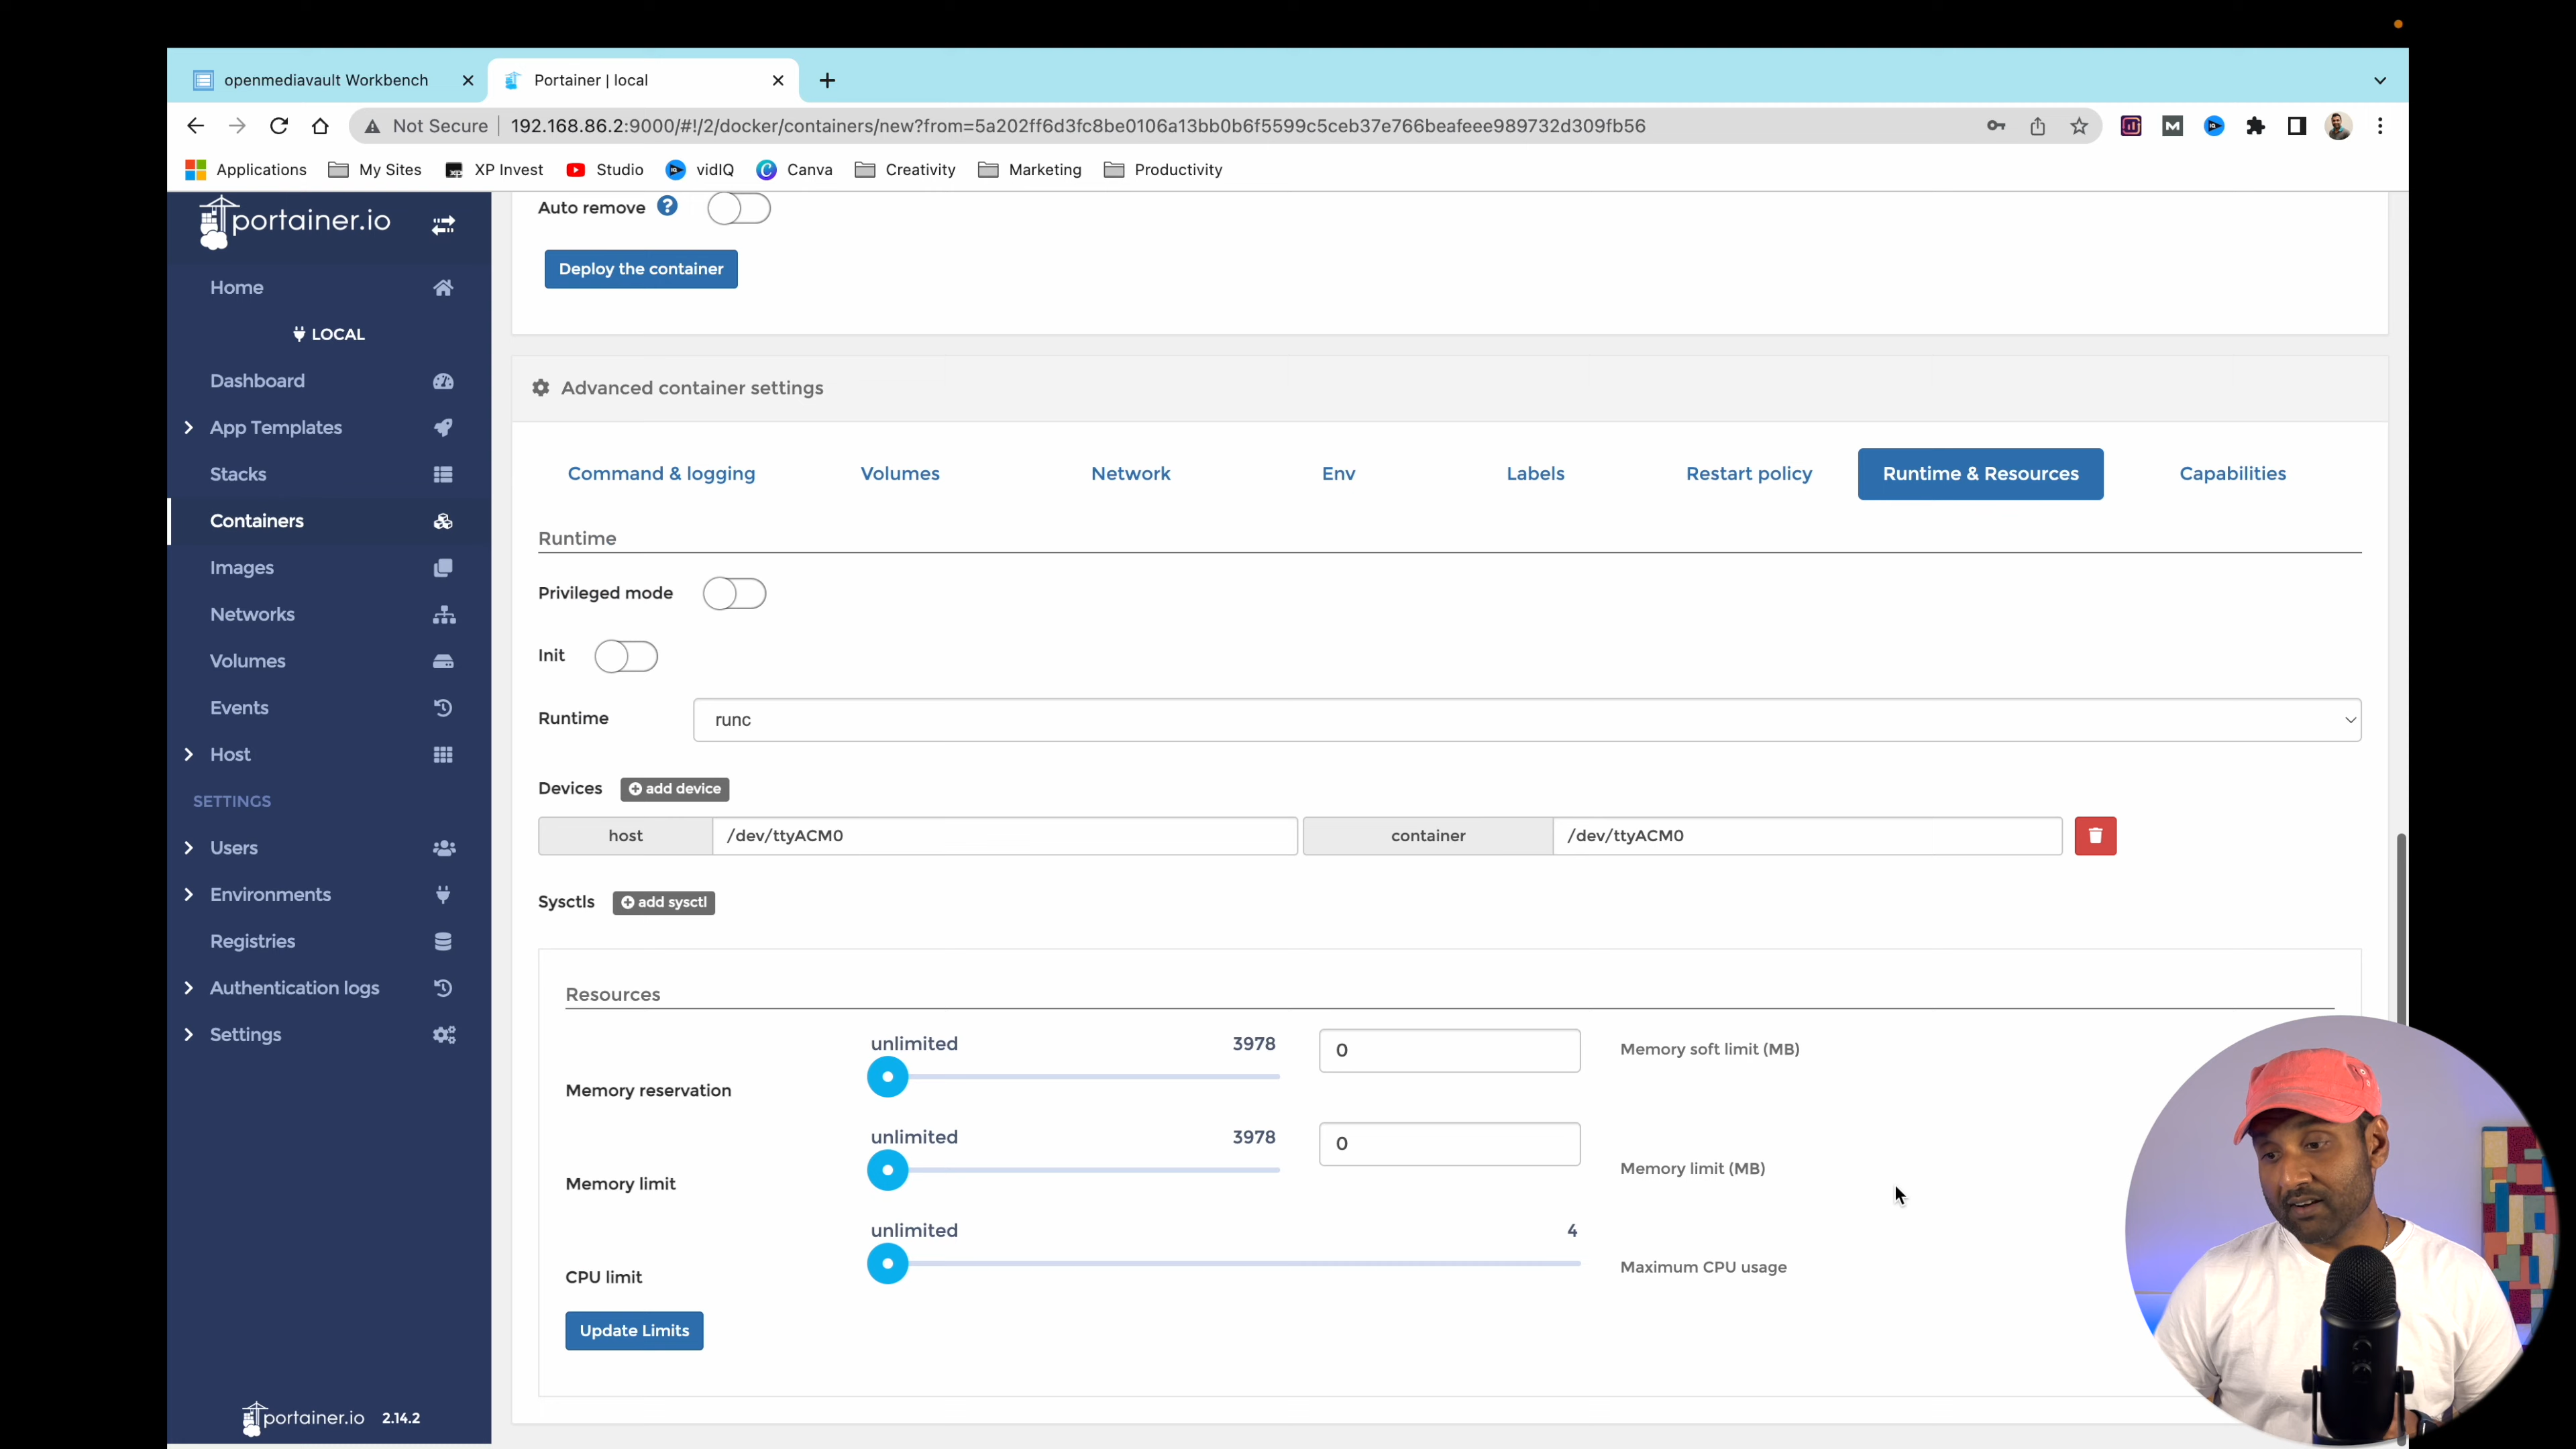 openmediavault Workbench
Portainer | local
Not Secure
192.168.86.2:9000/#!/2/docker/containers/new?from=5a202ff6d3fc8be0106a13bb0b6f5599c5ceb37e766beafeee989732d309fb56
Applications
My Sites
XP Invest
Studio
vidIQ
Canva
Creativity
Marketing
Productivity
portainer.io
Home
LOCAL
Dashboard
App Templates
Stacks
Containers
Images
Networks
Volumes
Events
Host
SETTINGS
Users
Environments
Registries
Authentication logs
Settings
portainer.io 2.14.2
Auto remove
Deploy the container
Advanced container settings
Command & logging
Volumes
Network
Env
Labels
Restart policy
Runtime & Resources
Capabilities
Runtime
Privileged mode
Init
Runtime
runc
Devices
add device
host
/dev/ttyACM0
container
/dev/ttyACM0
Sysctls
add sysctl
Resources
unlimited
3978
0
Memory soft limit (MB)
Memory reservation
unlimited
3978
0
Memory limit (MB)
Memory limit
unlimited
4
Maximum CPU usage
CPU limit
Update Limits